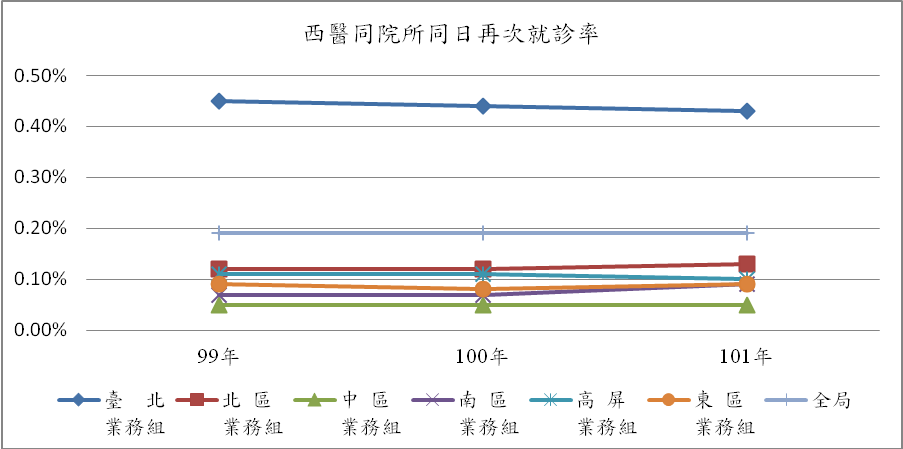 西醫同院所同日再次就診率
0.50%
0.40%
0.30%
0.20%
0.10%
0.00%
99年 100年 101年
臺 北 北 區 中 區 南 區 高 屏 東 區 全局
業務組 業務組 業務組 業務組 業務組 業務組